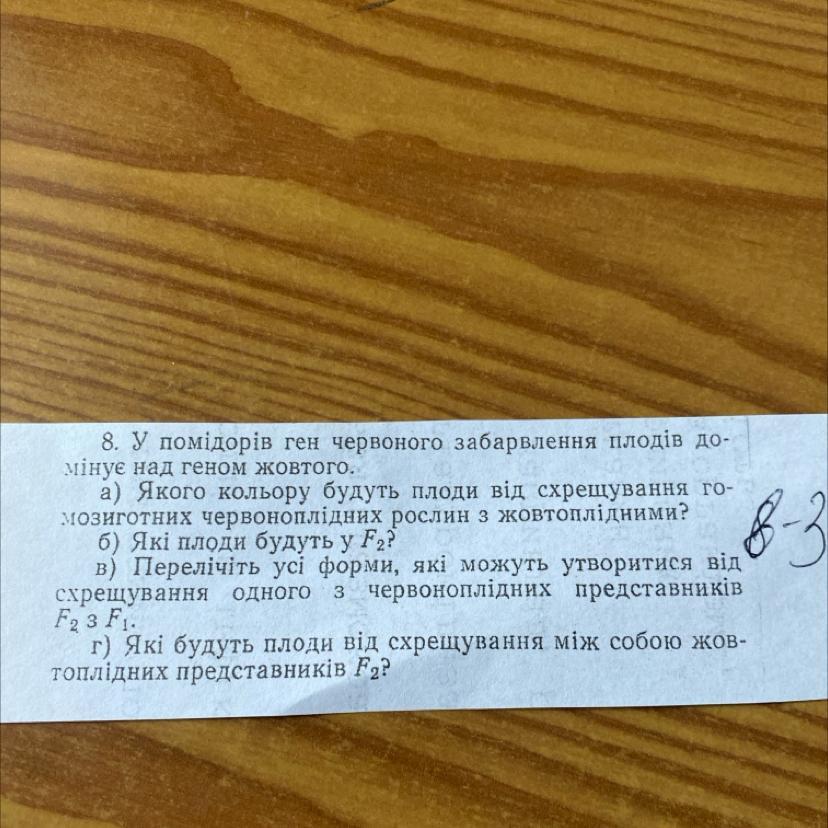 8. У помідорів ген червоного забарвлення плодів до-
мінує над геном жовтого.
а) Якого кольору будуть плоди від схрещування го-
мозиготних червоноплідних рослин з жовтоплідними?
б) Які плоди будуть у F₂?
в) Перелічіть усі форми, які можуть утворитися від
схрещування одного з червоноплідних представників
F₂ з F₁.
г) Які будуть плоди від схрещування між собою жов-
топлідних представників F₂?
8-3